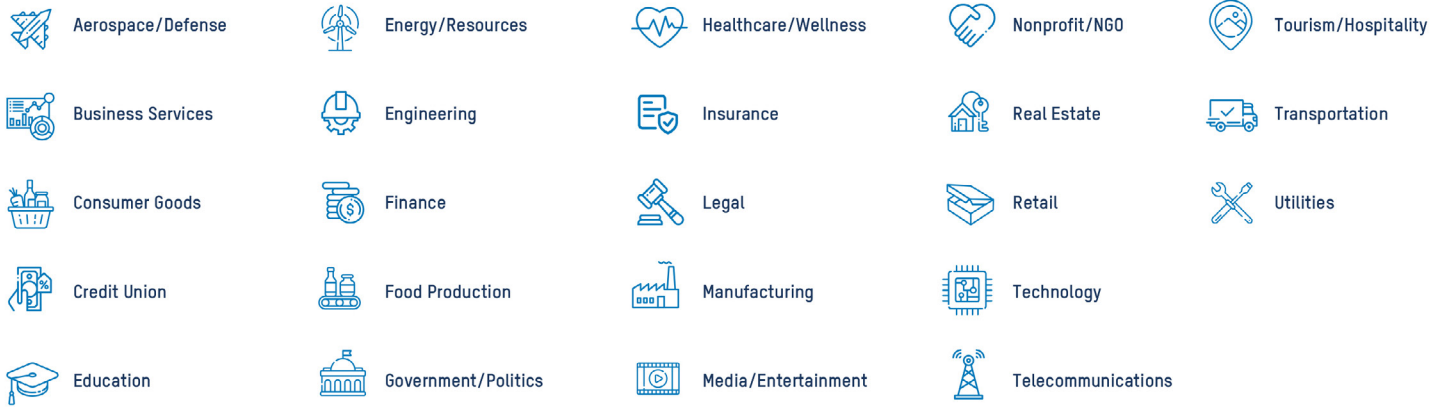 Aerospace/Defense
Business Services
Consumer Goods
Credit Union
Education
Energy/Resources
Engineering
Finance
Food Production
Government/Politics
Healthcare/Wellness
Insurance
Legal
Manufacturing
Media/Entertainment
Nonprofit/NGO
Real Estate
Retail
Technology
Telecommunications
Tourism/Hospitality
Transportation
Utilities